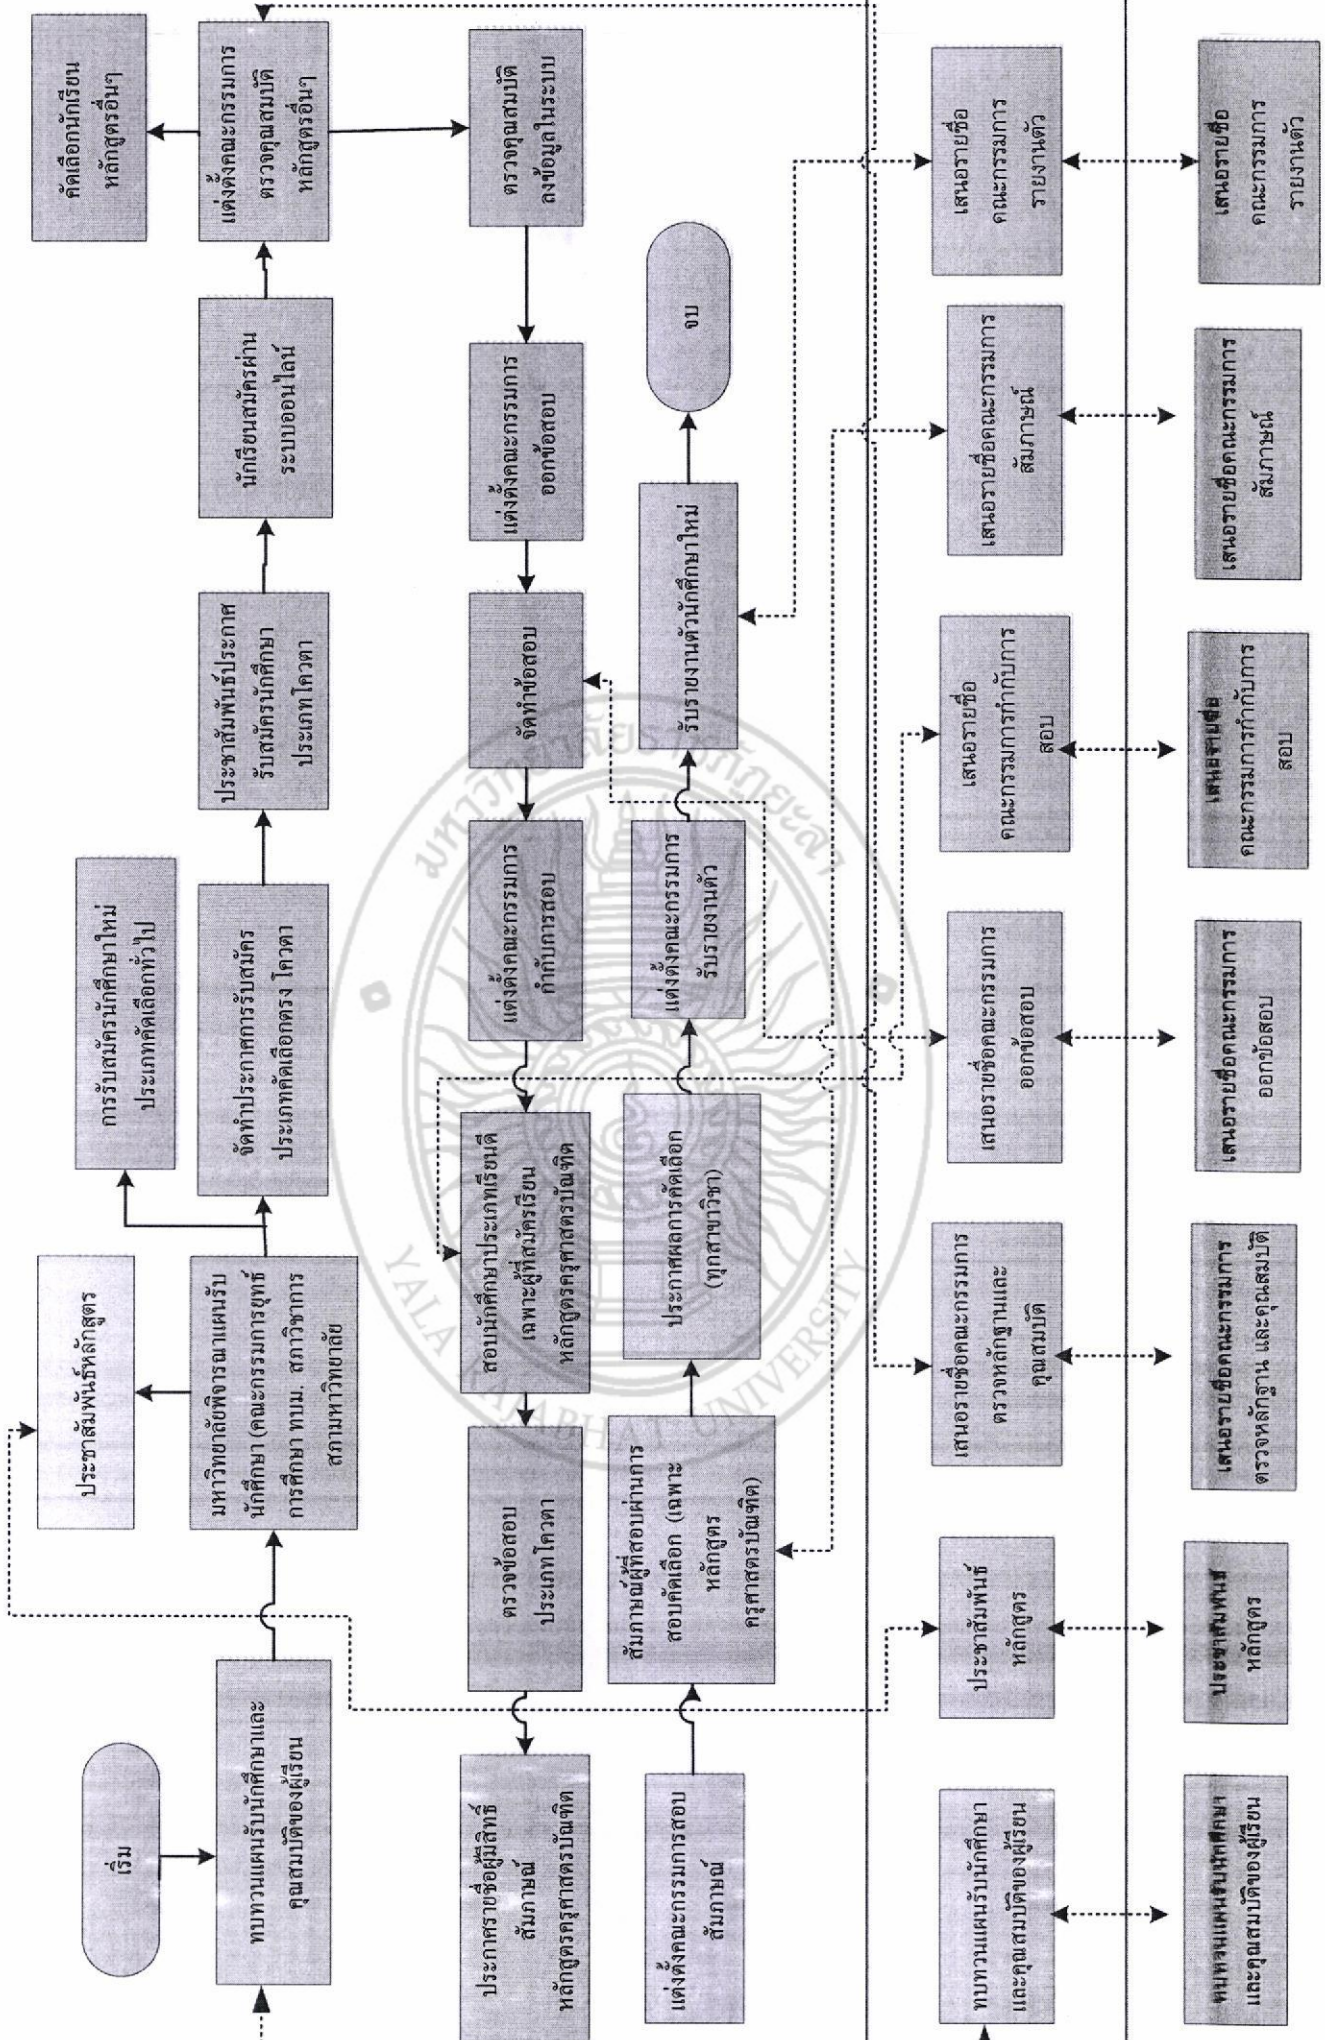 เริ่ม
ทบทวนแผนรับนักศึกษาและ
คุณสมบัติของผู้เรียน
ประชาสัมพันธ์หลักสูตร
มหาวิทยาลัยพิจารณาแผนรับ
นักศึกษา (คณะกรรมการยุทธ์
การศึกษา ทบม. สภาวิชาการ
สภามหาวิทยาลัย
การรับสมัครนักศึกษาใหม่
ประเภทคัดเลือกทั่วไป
จัดทำประกาศการรับสมัคร
ประเภทคัดเลือกตรง โควตา
ประชาสัมพันธ์ประกาศ
รับสมัครนักศึกษา
ประเภทโควตา
นักเรียนสมัครผ่าน
ระบบออนไลน์
คัดเลือกนักเรียน
หลักสูตรอื่นๆ
แต่งตั้งคณะกรรมการ
ตรวจคุณสมบัติ
หลักสูตรอื่นๆ
ตรวจคุณสมบัติ
ลงข้อมูลในระบบ
แต่งตั้งคณะกรรมการ
ออกข้อสอบ
จัดทำข้อสอบ
แต่งตั้งคณะกรรมการ
กำกับการสอบ
สอบนักศึกษาประเภทเรียนดี
เฉพาะผู้ที่สมัครเรียน
หลักสูตรครุศาสตรบัณฑิต
ตรวจข้อสอบ
ประเภทโควตา
ประกาศรายชื่อผู้มีสิทธิ์
สัมภาษณ์
หลักสูตรครุศาสตรบัณฑิต
แต่งตั้งคณะกรรมการสอบ
สัมภาษณ์
สัมภาษณ์ผู้ที่สอบผ่านการ
สอบคัดเลือก (เฉพาะ
หลักสูตร
ครุศาสตรบัณฑิต)
ประกาศผลการคัดเลือก
(ทุกสาขาวิชา)
แต่งตั้งคณะกรรมการ
รับรายงานตัว
รับรายงานตัวนักศึกษาใหม่
จบ
ทบทวนแผนรับนักศึกษา
และคุณสมบัติของผู้เรียน
ประชาสัมพันธ์
หลักสูตร
เสนอรายชื่อคณะกรรมการ
ตรวจหลักฐานและ
คุณสมบัติ
เสนอรายชื่อคณะกรรมการ
ออกข้อสอบ
เสนอรายชื่อ
คณะกรรมการกำกับการ
สอบ
เสนอรายชื่อคณะกรรมการ
สัมภาษณ์
เสนอรายชื่อ
คณะกรรมการ
รายงานตัว
ทบทวนแผนรับนักศึกษา
และคุณสมบัติของผู้เรียน
ประชาสัมพันธ์
หลักสูตร
เสนอรายชื่อคณะกรรมการ
ตรวจหลักฐาน และคุณสมบัติ
เสนอรายชื่อคณะกรรมการ
ออกข้อสอบ
เสนอรายชื่อ
คณะกรรมการกำกับการ
สอบ
เสนอรายชื่อคณะกรรมการ
สัมภาษณ์
เสนอรายชื่อ
คณะกรรมการ
รายงานตัว
มหาวิทยาลัยราชภัฏยะลา
YALA RAJABHAT UNIVERSITY